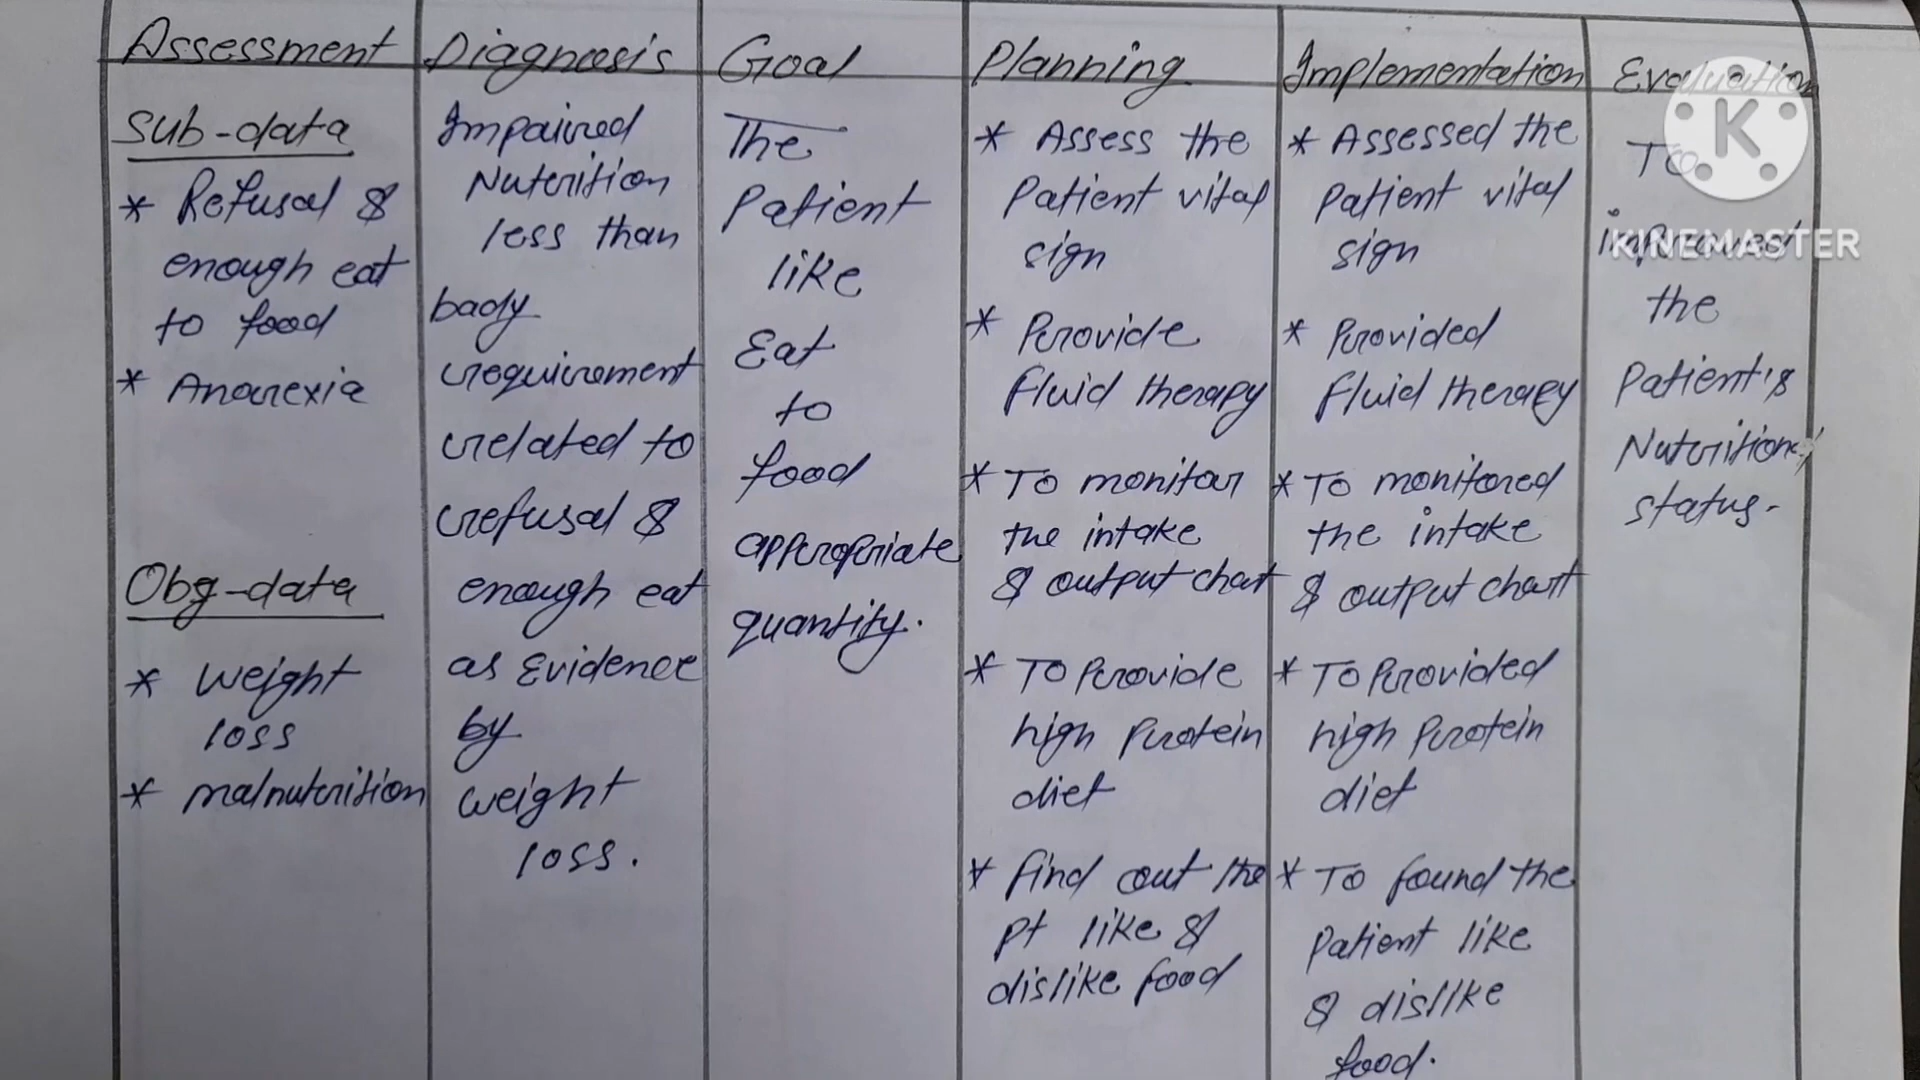 Assessment
Sub-data
* Refusal &
enough eat
to food
* Anorexia
Obg-data
* weight
loss
* malnutrition
Diagnosis
Impaired
Nutrition
less than
body
requirement
related to
refusal &
enough eat
as Evidence
by
weight
loss.
Goal
The
Patient
like
Eat
to
food
appropriate
quantity.
Planning
* Assess the
Patient vital
sign
* Provide
fluid therapy
* To monitor
the intake
& output chart
* To Provide
high Protein
diet
* find out the
pt like &
dislike food
Implementation
* Assessed the
Patient vital
sign
* Provided
fluid therapy
* To monitored
the intake
& output chart
* To Provided
high Protein
diet
* To found the
Patient like
& dislike
food.
Evaluation
To
improved
the
Patient's
Nutritional
status.
K
KINEMASTER